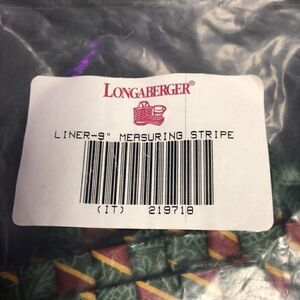 LONGABERGER®
LINER-9" MEASURING STRIPE
(IT) 219718